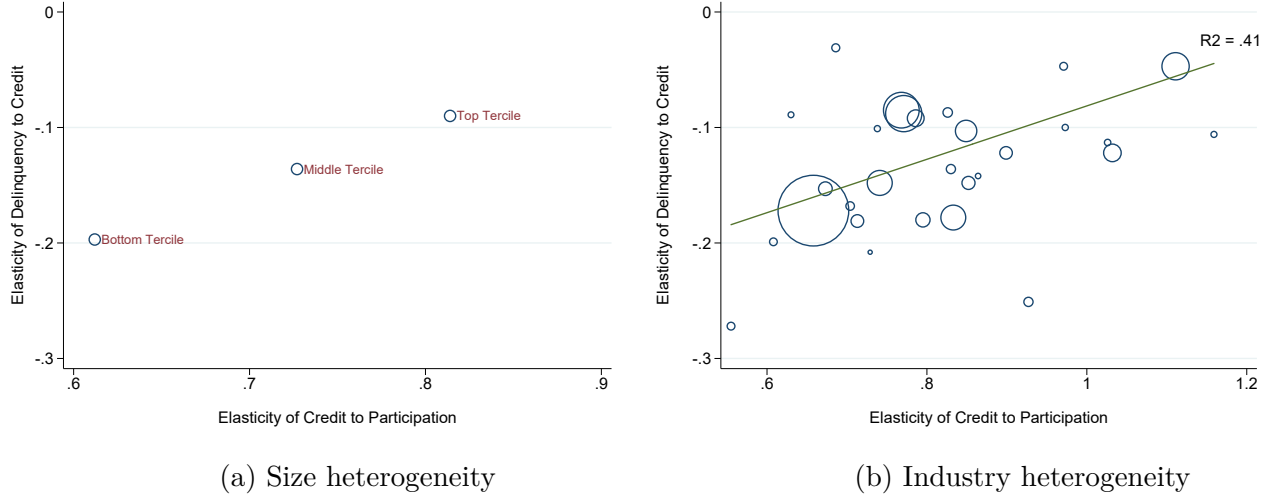 Elasticity of Delinquency to Credit
0
-.1
-.2
-.3
Top Tercile
Middle Tercile
Bottom Tercile
.6 .7 .8 .9
Elasticity of Credit to Participation
(a) Size heterogeneity
Elasticity of Delinquency to Credit
0
-.1
-.2
-.3
R2 = .41
.6 .8 1 1.2
Elasticity of Credit to Participation
(b) Industry heterogeneity